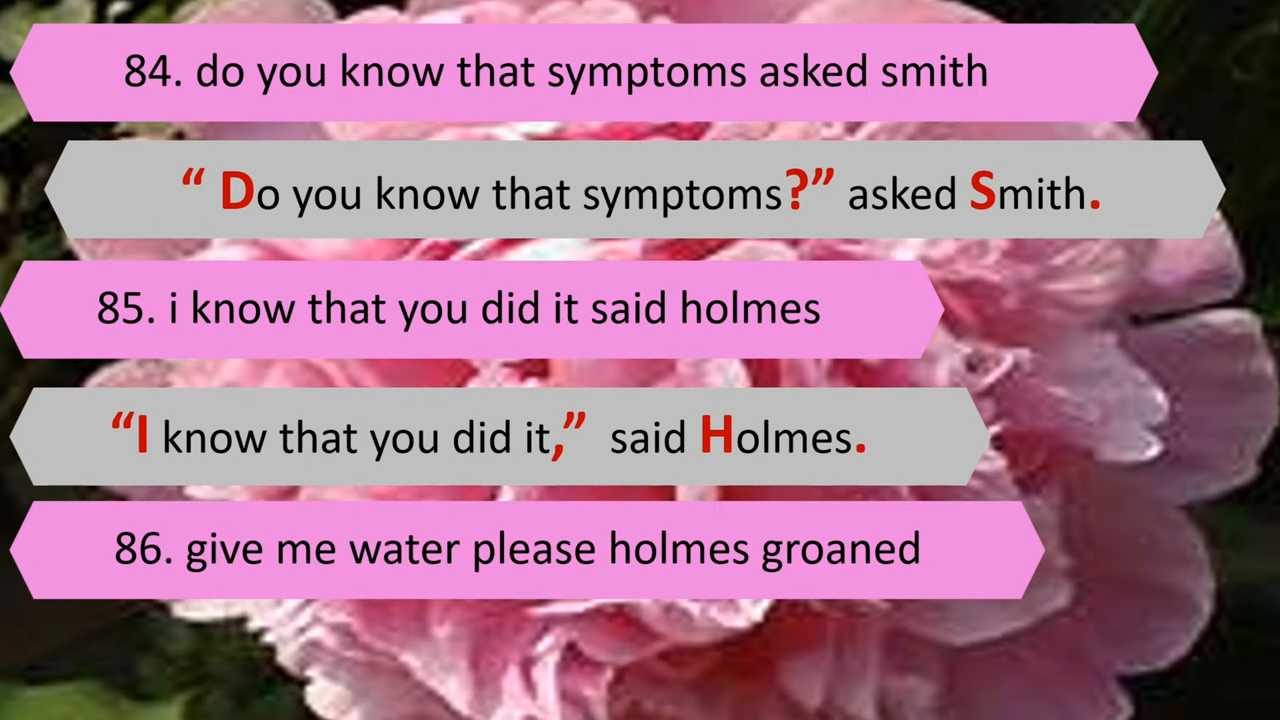 84. do you know that symptoms asked smith
“ Do you know that symptoms?” asked Smith.
85. i know that you did it said holmes
“I know that you did it,” said Holmes.
86. give me water please holmes groaned